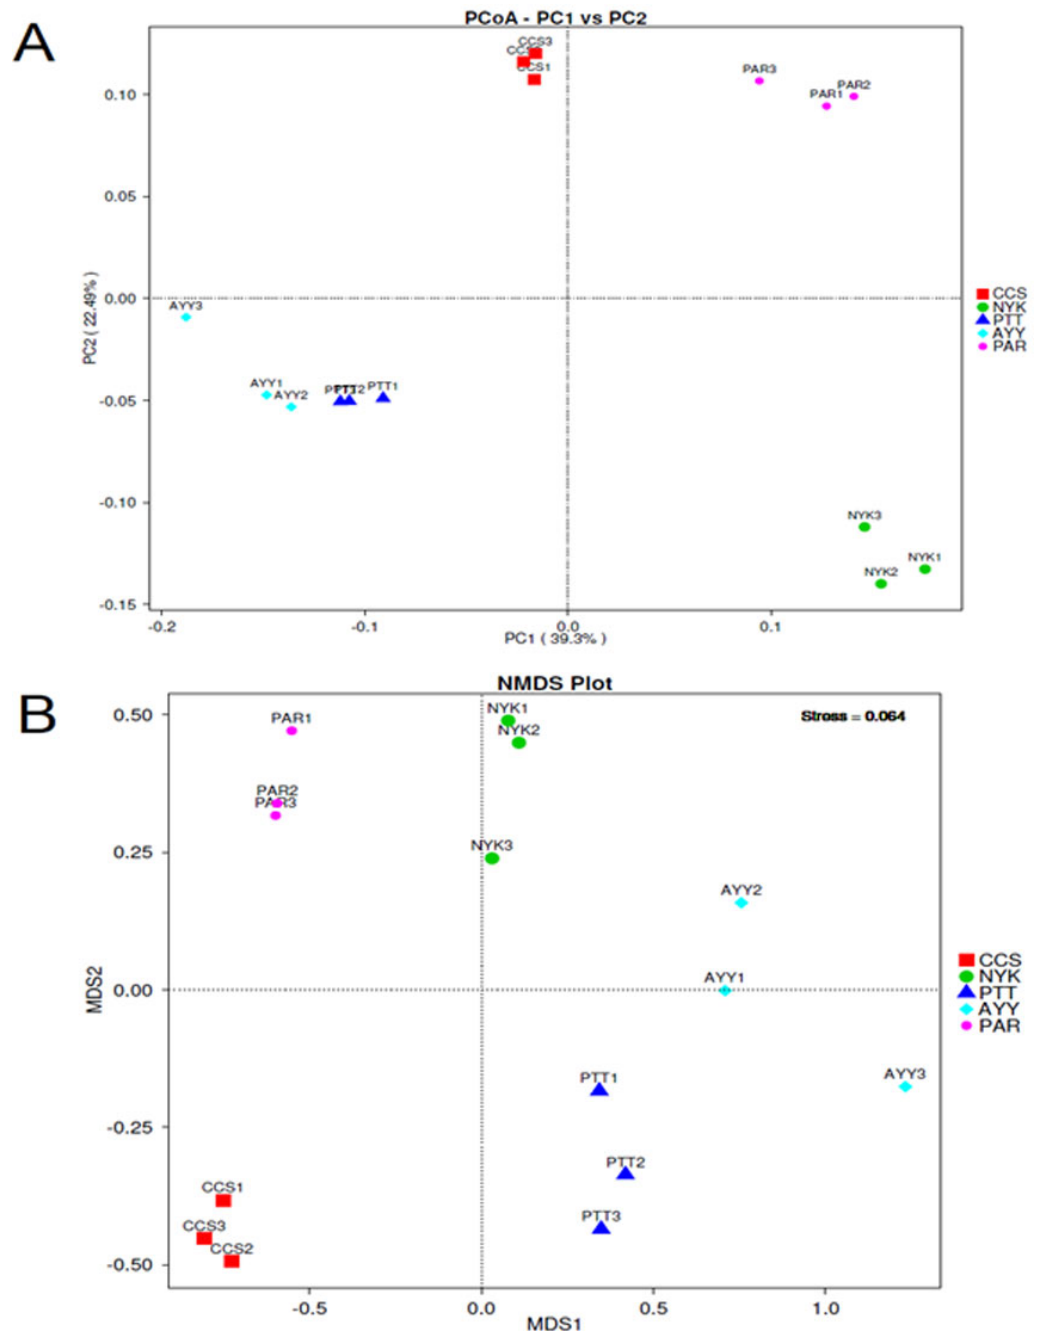 A
PCoA - PC1 vs PC2
CCS3
CCS1
PAR3
PAR2
PAR1
0.10
0.05
0.00
-0.05
-0.10
-0.15
PC2 ( 22.49% )
AYY3
AYY1
AYY2
PTT2
PTT1
NYK3
NYK1
NYK2
CCS
NYK
PTT
AYY
PAR
-0.2
-0.1
0.0
0.1
PC1 ( 39.3% )
B
NMDS Plot
Stross = 0.064
PAR1
NYK1
NYK2
PAR2
PAR3
NYK3
AYY2
AYY1
AYY3
PTT1
PTT2
PTT3
CCS1
CCS3
CCS2
0.50
0.25
0.00
-0.25
-0.50
MDS2
CCS
NYK
PTT
AYY
PAR
-0.5
0.0
0.5
1.0
MDS1